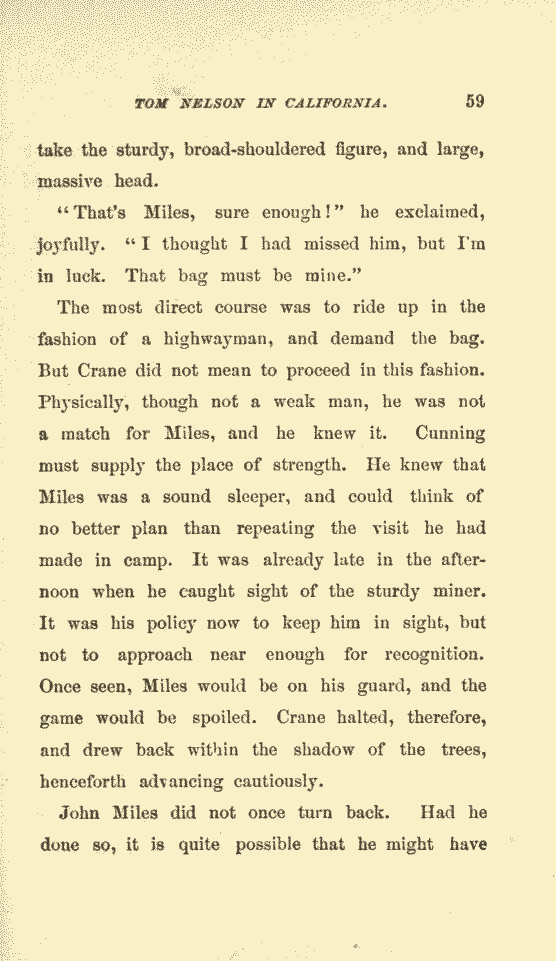 TOM NELSON IN CALIFORNIA. 59
take the sturdy, broad-shouldered figure, and large,
massive head.
“That's Miles, sure enough!” he exclaimed,
joyfully. “I thought I had missed him, but I'm
in luck. That bag must be mine.”
The most direct course was to ride up in the
fashion of a highwayman, and demand the bag.
But Crane did not mean to proceed in this fashion.
Physically, though not a weak man, he was not
a match for Miles, and he knew it. Cunning
must supply the place of strength. He knew that
Miles was a sound sleeper, and could think of
no better plan than repeating the visit he had
made in camp. It was already late in the after-
noon when he caught sight of the sturdy miner.
It was his policy now to keep him in sight, but
not to approach near enough for recognition.
Once seen, Miles would be on his guard, and the
game would be spoiled. Crane halted, therefore,
and drew back within the shadow of the trees,
henceforth advancing cautiously.
John Miles did not once turn back. Had he
done so, it is quite possible that he might have